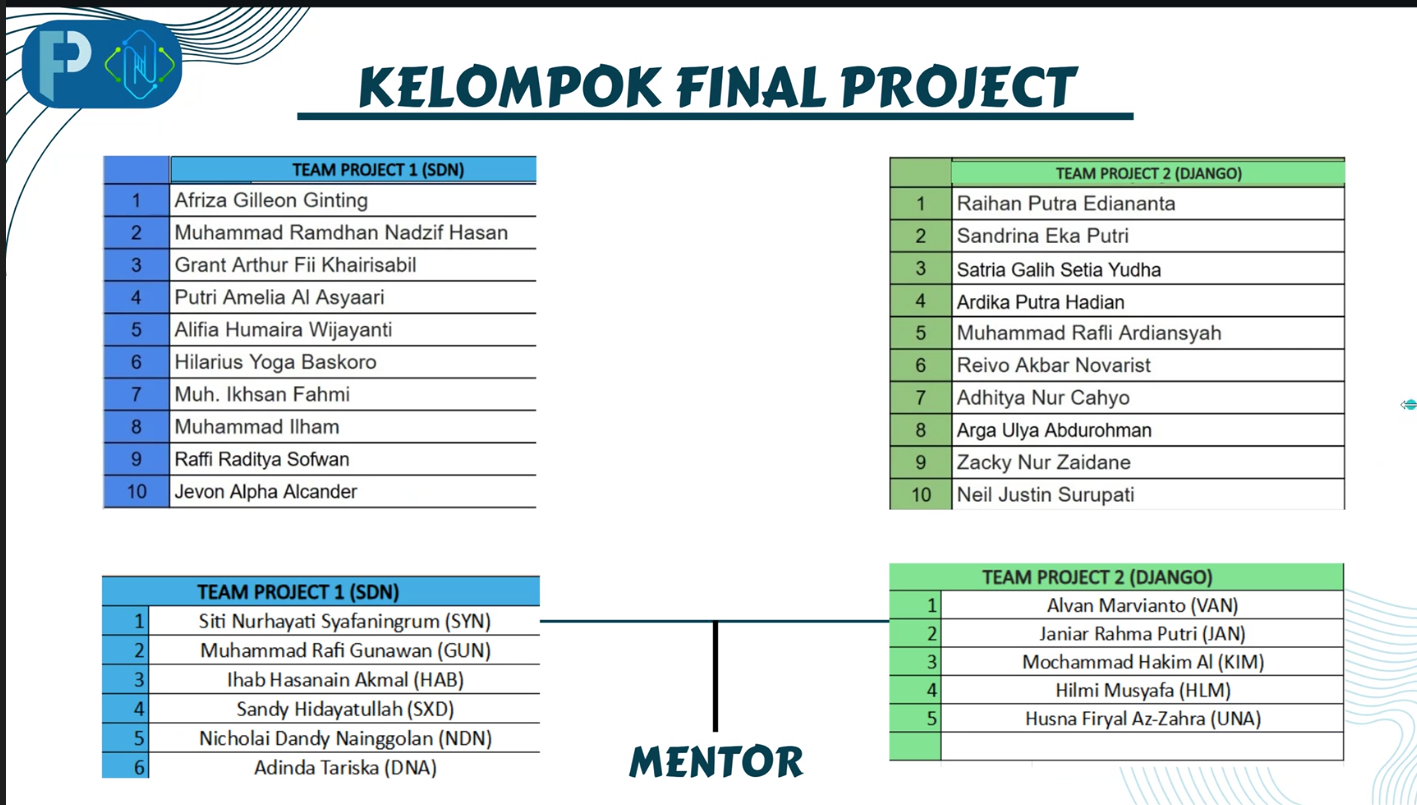 KELOMPOK FINAL PROJECT
TEAM PROJECT 1 (SDN)
1 Afriza Gilleon Ginting
2 Muhammad Ramdhan Nadzif Hasan
3 Grant Arthur Fii Khairisabil
4 Putri Amelia Al Asyaari
5 Alifia Humaira Wijayanti
6 Hilarius Yoga Baskoro
7 Muh. Ikhsan Fahmi
8 Muhammad Ilham
9 Raffi Raditya Sofwan
10 Jevon Alpha Alcander
TEAM PROJECT 2 (DJANGO)
1 Raihan Putra Ediananta
2 Sandrina Eka Putri
3 Satria Galih Setia Yudha
4 Ardika Putra Hadian
5 Muhammad Rafli Ardiansyah
6 Reivo Akbar Novarist
7 Adhitya Nur Cahyo
8 Arga Ulya Abdurohman
9 Zacky Nur Zaidane
10 Neil Justin Surupati
TEAM PROJECT 1 (SDN)
1 Siti Nurhayati Syafaningrum (SYN)
2 Muhammad Rafi Gunawan (GUN)
3 Ihab Hasanain Akmal (HAB)
4 Sandy Hidayatullah (SXD)
5 Nicholai Dandy Nainggolan (NDN)
6 Adinda Tariska (DNA)
TEAM PROJECT 2 (DJANGO)
1 Alvan Marvianto (VAN)
2 Janiar Rahma Putri (JAN)
3 Mochammad Hakim Al (KIM)
4 Hilmi Musyafa (HLM)
5 Husna Firyal Az-Zahra (UNA)
MENTOR